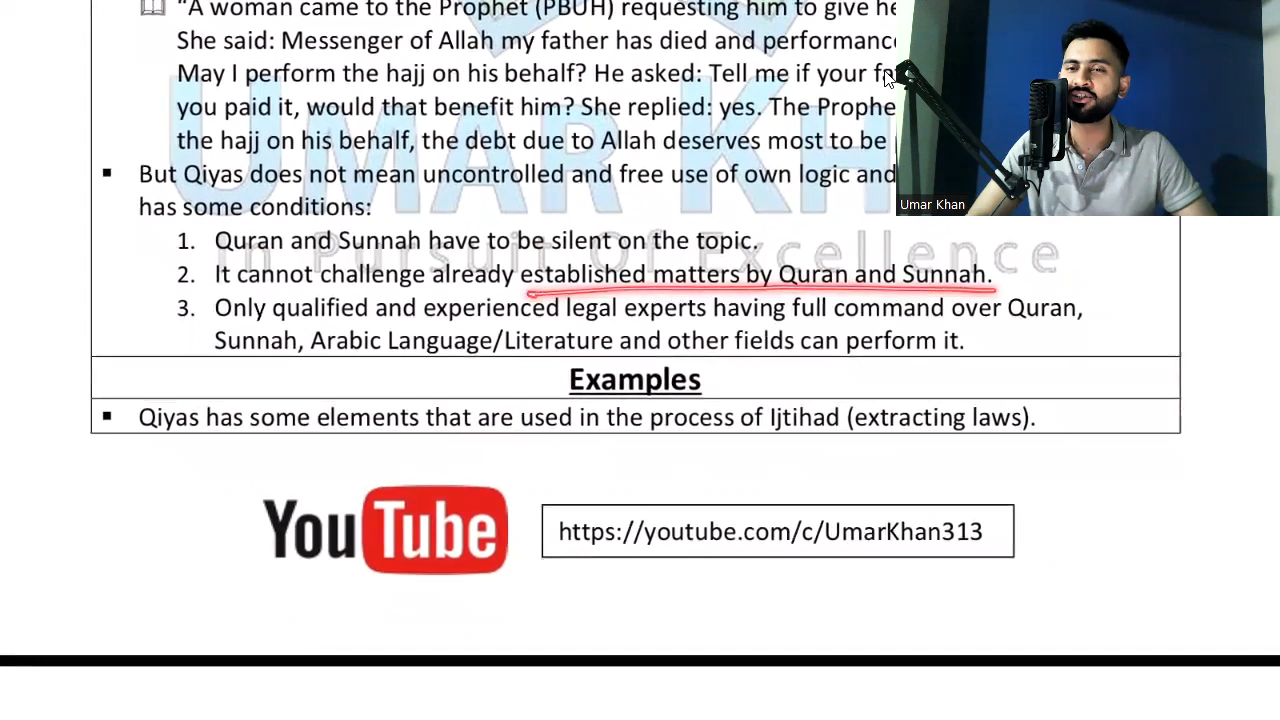 "A woman came to the Prophet (PBUH) requesting him to give
She said: Messenger of Allah my father has died and
May I perform the hajj on his behalf? He asked: Tell me if your
you paid it, would that benefit him? She replied: yes. The
the hajj on his behalf, the debt due to Allah deserves most to be
▪ But Qiyas does not mean uncontrolled and free use of own logic and
has some conditions:
1. Quran and Sunnah have to be silent on the topic.
2. It cannot challenge already established matters by Quran and Sunnah.
3. Only qualified and experienced legal experts having full command over Quran,
Sunnah, Arabic Language/Literature and other fields can perform it.
Examples
▪ Qiyas has some elements that are used in the process of Ijtihad (extracting laws).
YouTube
https://youtube.com/c/UmarKhan313
Umar Khan
UMAR KH
In Pursuit Of Excellence